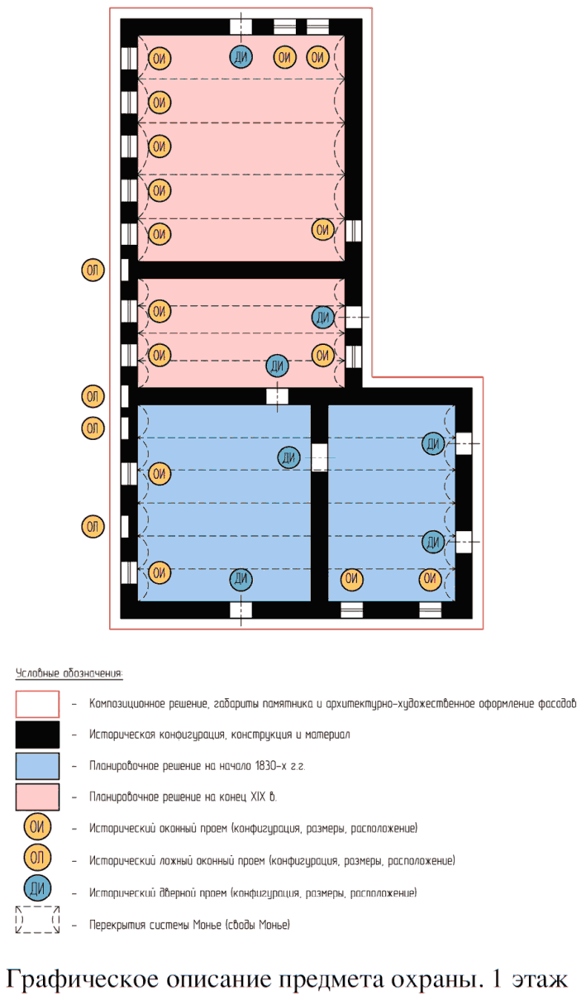 ОИ ДИ ОИ ОИ
ОИ
ОИ
ОИ
ОИ ОИ
ОЛ
ОИ ДИ
ОИ ДИ ОИ
ОЛ
ОЛ
ДИ ДИ
ОИ
ОЛ
ДИ
ОИ ДИ ОИ ОИ
Условные обозначения:
– Композиционное решение, габариты памятника и архитектурно-художественное оформление фасадов
– Историческая конфигурация, конструкция и материал
– Планировочное решение на начало 1830-х г.г.
– Планировочное решение на конец XIX в.
ОИ – Исторический оконный проем (конфигурация, размеры, расположение)
ОЛ – Исторический ложный оконный проем (конфигурация, размеры, расположение)
ДИ – Исторический дверной проем (конфигурация, размеры, расположение)
– Перекрытия системы Монье (своды Монье)
Графическое описание предмета охраны. 1 этаж